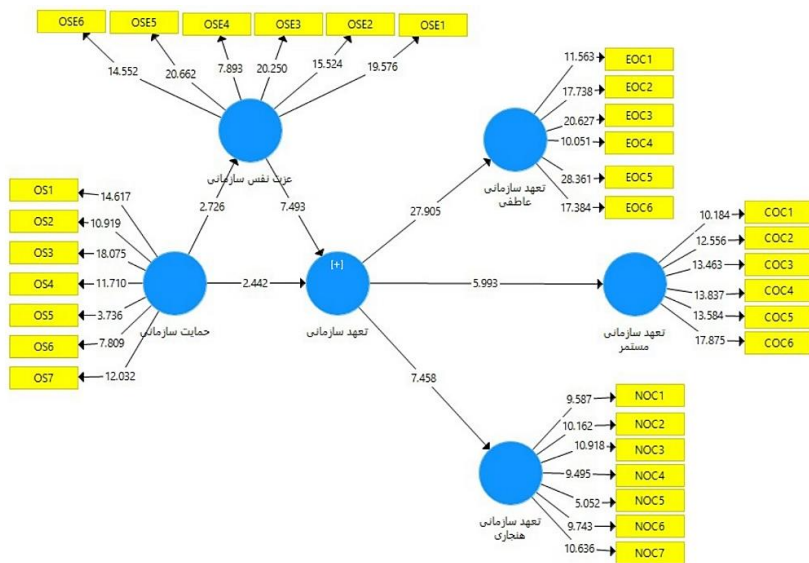 OSE6 OSE5 OSE4 OSE3 OSE2 OSE1
14.552 20.662 7.893 20.250 15.524 19.576
عزت نفس سازمانی
OS1
OS2
OS3
OS4
OS5
OS6
OS7
14.617
10.919
18.075
11.710
3.736
7.809
12.032
حمایت سازمانی
2.726
7.493
2.442
[+]
تعهد سازمانی
27.905
5.993
7.458
تعهد سازمانی
عاطفی
11.563
17.738
20.627
10.051
28.361
17.384
EOC1
EOC2
EOC3
EOC4
EOC5
EOC6
تعهد سازمانی
مستمر
10.184
12.556
13.463
13.837
13.584
17.875
COC1
COC2
COC3
COC4
COC5
COC6
تعهد سازمانی
هنجاری
9.587
10.162
10.918
9.495
5.052
9.743
10.636
NOC1
NOC2
NOC3
NOC4
NOC5
NOC6
NOC7